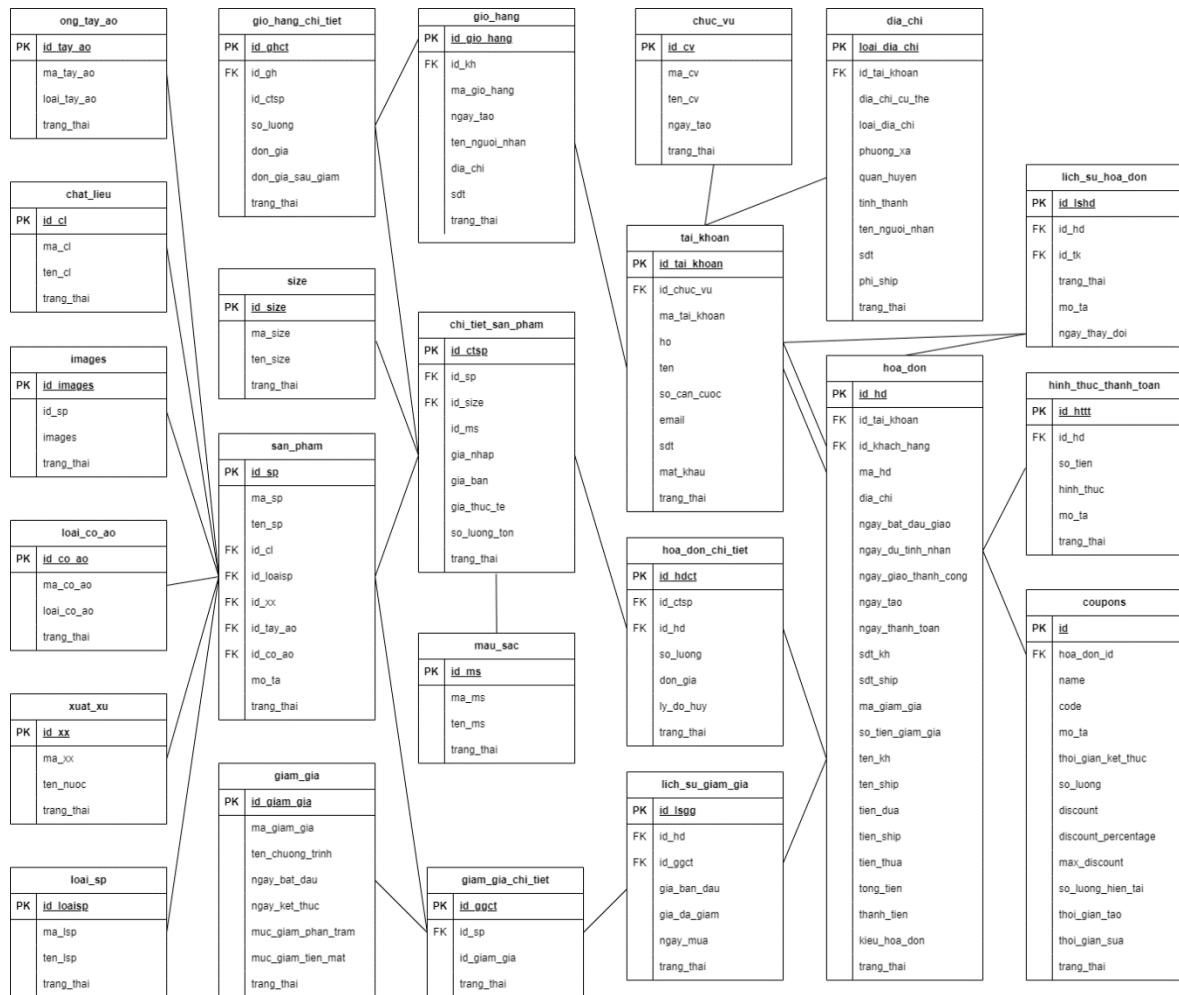 ong_tay_ao
PK id_tay_ao
ma_tay_ao
loai_tay_ao
trang_thai
chat_lieu
PK id_cl
ma_cl
ten_cl
trang_thai
images
PK id_images
id_sp
images
trang_thai
loai_co_ao
PK id_co_ao
ma_co_ao
loai_co_ao
trang_thai
xuat_xu
PK id_xx
ma_xx
ten_nuoc
trang_thai
loai_sp
PK id_loaisp
ma_lsp
ten_lsp
trang_thai
gio_hang_chi_tiet
PK id_ghct
FK id_gh
id_ctsp
so_luong
don_gia
don_gia_sau_giam
trang_thai
size
PK id_size
ma_size
ten_size
trang_thai
san_pham
PK id_sp
ma_sp
ten_sp
FK id_cl
FK id_loaisp
FK id_xx
FK id_tay_ao
FK id_co_ao
mo_ta
trang_thai
giam_gia
PK id_giam_gia
ma_giam_gia
ten_chuong_trinh
ngay_bat_dau
ngay_ket_thuc
muc_giam_phan_tram
muc_giam_tien_mat
trang_thai
gio_hang
PK id_gio_hang
FK id_kh
ma_gio_hang
ngay_tao
ten_nguoi_nhan
dia_chi
sdt
trang_thai
chi_tiet_san_pham
PK id_ctsp
FK id_sp
FK id_size
id_ms
gia_nhap
gia_ban
gia_thuc_te
so_luong_ton
trang_thai
mau_sac
PK id_ms
ma_ms
ten_ms
trang_thai
giam_gia_chi_tiet
PK id_ggct
FK id_sp
id_giam_gia
trang_thai
chuc_vu
PK id_cv
ma_cv
ten_cv
ngay_tao
trang_thai
tai_khoan
PK id_tai_khoan
FK id_chuc_vu
ma_tai_khoan
ho
ten
so_can_cuoc
email
sdt
mat_khau
trang_thai
hoa_don_chi_tiet
PK id_hdct
FK id_ctsp
FK id_hd
so_luong
don_gia
ly_do_huy
trang_thai
lich_su_giam_gia
PK id_lsgg
FK id_hd
FK id_ggct
gia_ban_dau
gia_da_giam
ngay_mua
trang_thai
dia_chi
PK loai_dia_chi
FK id_tai_khoan
dia_chi_cu_the
loai_dia_chi
phuong_xa
quan_huyen
tinh_thanh
ten_nguoi_nhan
sdt
phi_ship
trang_thai
hoa_don
PK id_hd
FK id_tai_khoan
FK id_khach_hang
ma_hd
dia_chi
ngay_bat_dau_giao
ngay_du_tinh_nhan
ngay_giao_thanh_cong
ngay_tao
ngay_thanh_toan
sdt_kh
sdt_ship
ma_giam_gia
so_tien_giam_gia
ten_kh
ten_ship
tien_dua
tien_ship
tien_thua
tong_tien
thanh_tien
kieu_hoa_don
trang_thai
lich_su_hoa_don
PK id_lshd
FK id_hd
FK id_tk
trang_thai
mo_ta
ngay_thay_doi
hinh_thuc_thanh_toan
PK id_httt
FK id_hd
so_tien
hinh_thuc
mo_ta
trang_thai
coupons
PK id
FK hoa_don_id
name
code
mo_ta
thoi_gian_ket_thuc
so_luong
discount
discount_percentage
max_discount
so_luong_hien_tai
thoi_gian_tao
thoi_gian_sua
trang_thai